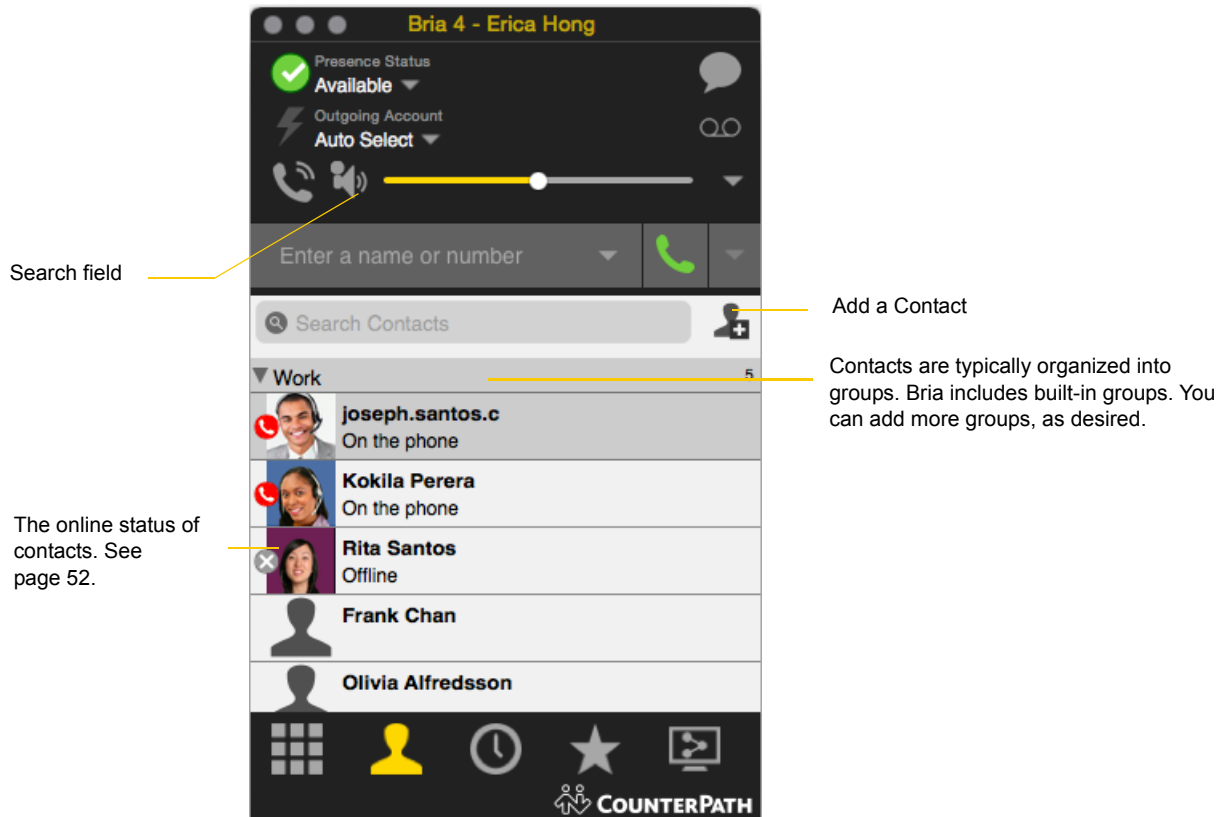 Bria 4 - Erica Hong
Presence Status
Available
Outgoing Account
Auto Select
Enter a name or number
Search field
Search Contacts
Add a Contact
Work
5
Contacts are typically organized into
groups. Bria includes built-in groups. You
can add more groups, as desired.
joseph.santos.c
On the phone
Kokila Perera
On the phone
The online status of
contacts. See
page 52.
Rita Santos
Offline
Frank Chan
Olivia Alfredsson
COUNTERPATH